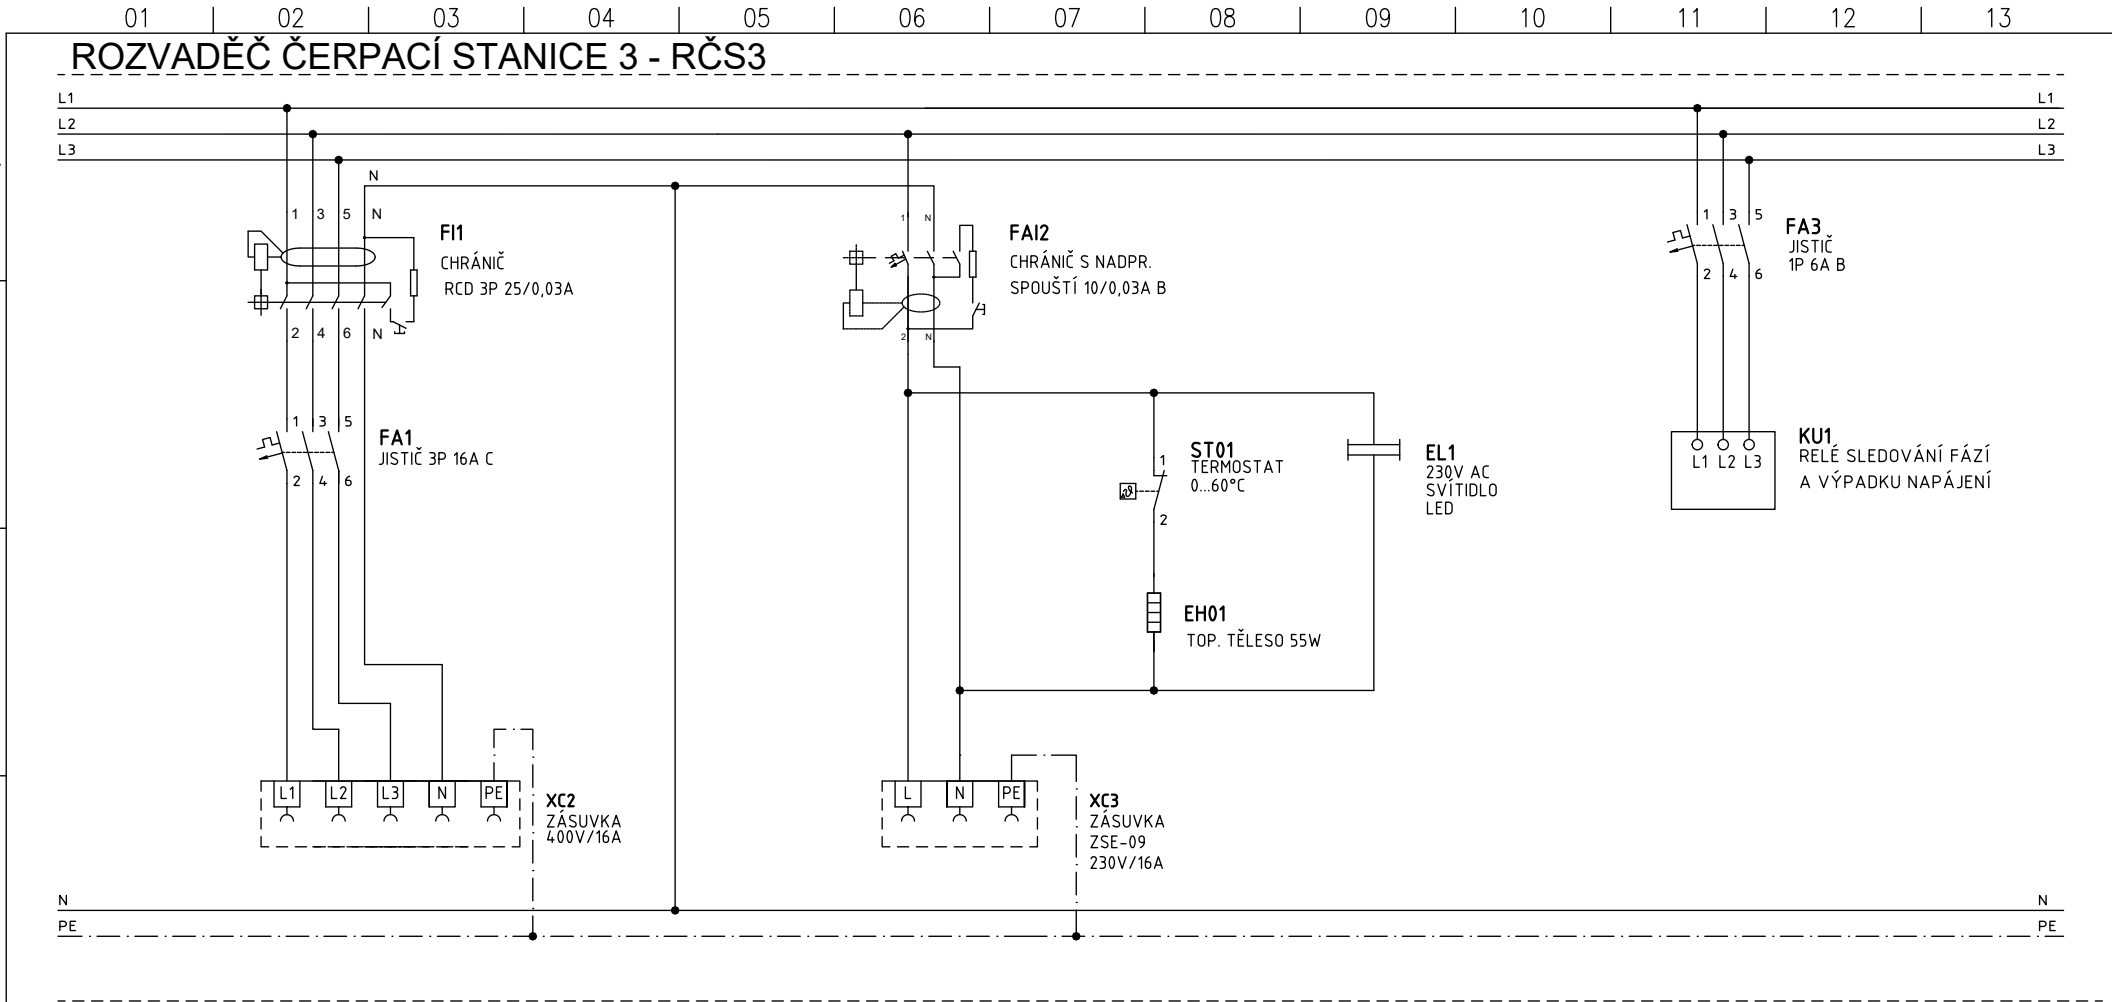 01 02 03 04 05 06 07 08 09 10 11 12 13
ROZVADĚČ ČERPACÍ STANICE 3 - RČS3
L1 L1
L2 L2
L3 L3
N
1 3 5 N
FI1
CHRÁNIČ
RCD 3P 25/0,03A
2 4 6 N
1 3 5
FA1
JISTIČ 3P 16A C
2 4 6
L1 L2 L3 N PE
XC2
ZÁSUVKA
400V/16A
1 N
FAI2
CHRÁNIČ S NADPR.
SPOUŠTÍ 10/0,03A B
2 N
1
ST01
TERMOSTAT
0...60°C
ϑ
2
EH01
TOP. TĚLESO 55W
EL1
230V AC
SVÍTIDLO
LED
L N PE
XC3
ZÁSUVKA
ZSE-09
230V/16A
1 3 5
FA3
JISTIČ
1P 6A B
2 4 6
L1 L2 L3
KU1
RELÉ SLEDOVÁNÍ FÁZÍ
A VÝPADKU NAPÁJENÍ
N N
PE PE